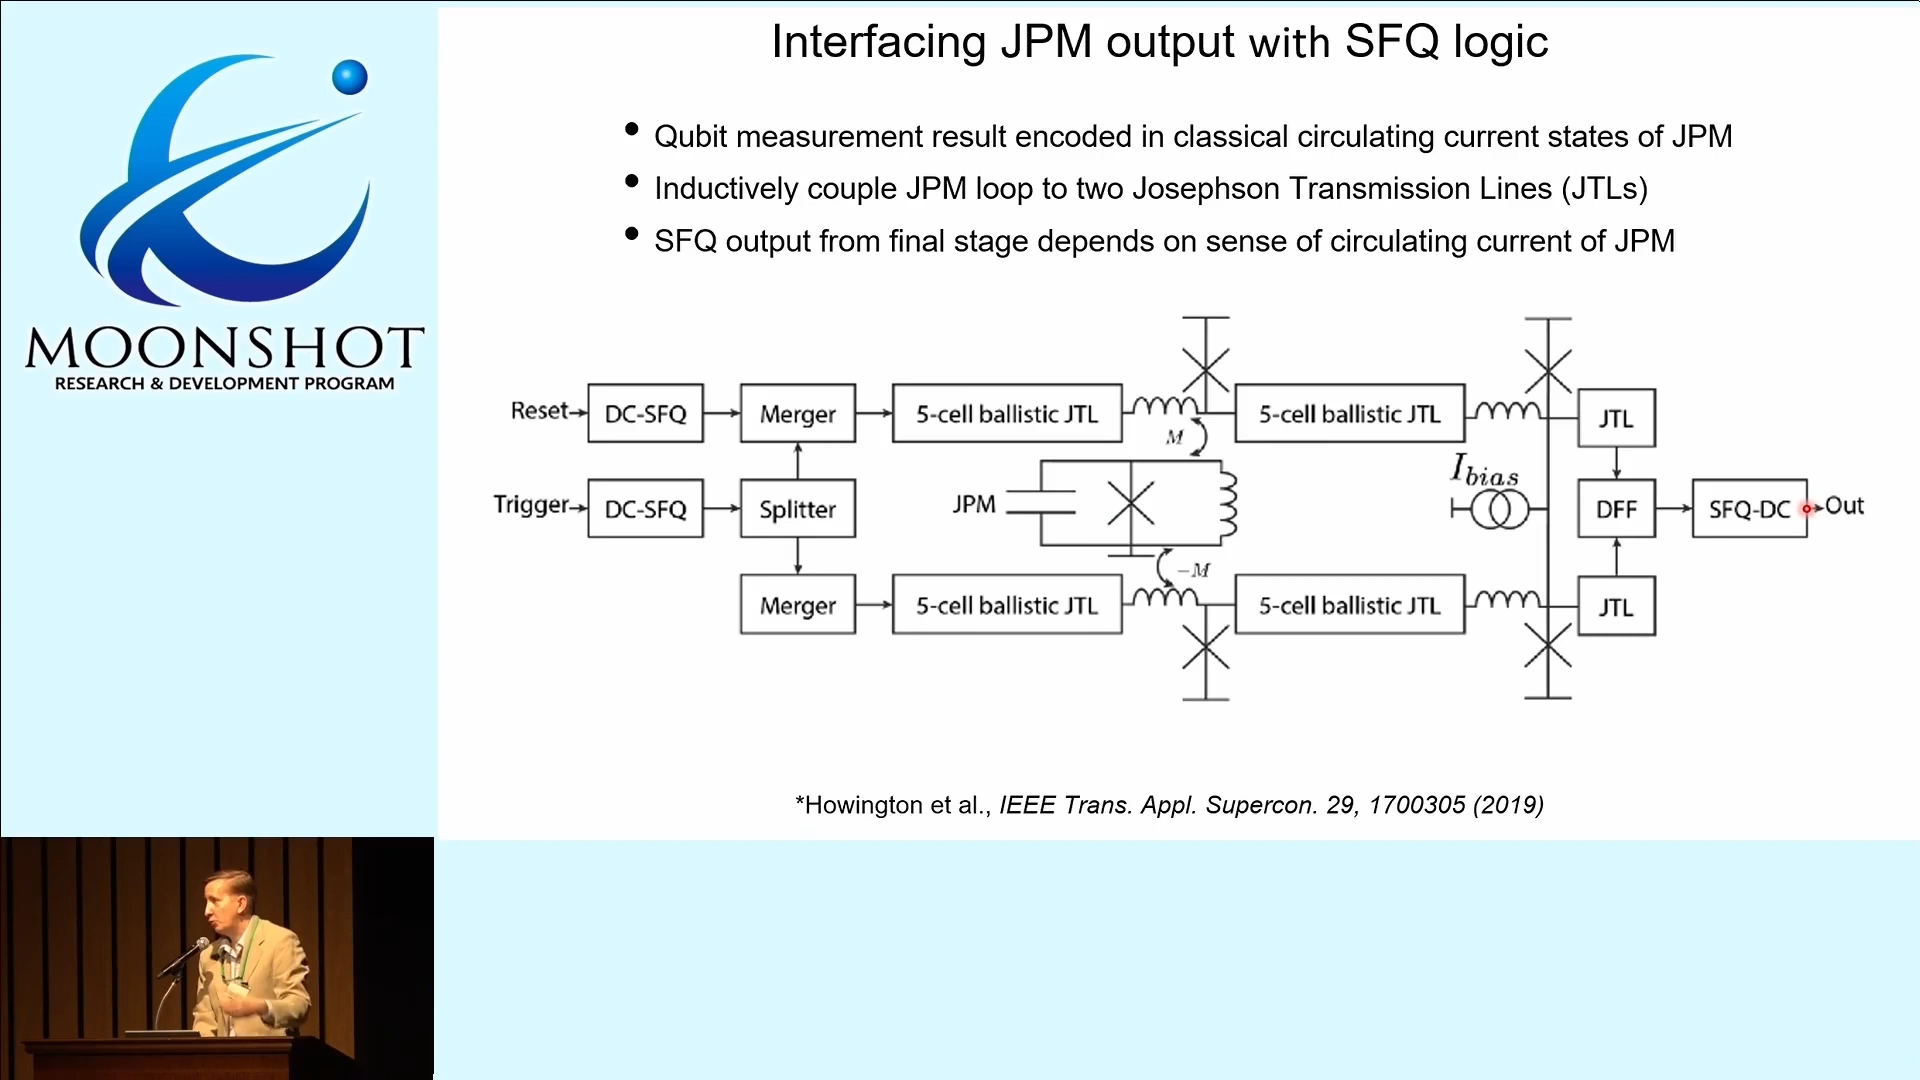 Interfacing JPM output with SFQ logic
• Qubit measurement result encoded in classical circulating current states of JPM
• Inductively couple JPM loop to two Josephson Transmission Lines (JTLs)
• SFQ output from final stage depends on sense of circulating current of JPM
MOONSHOT
RESEARCH & DEVELOPMENT PROGRAM
Reset DC-SFQ Merger 5-cell ballistic JTL 5-cell ballistic JTL JTL
M
I_bias
Trigger DC-SFQ Splitter JPM DFF SFQ-DC Out
-M
Merger 5-cell ballistic JTL 5-cell ballistic JTL JTL
*Howington et al., IEEE Trans. Appl. Supercon. 29, 1700305 (2019)